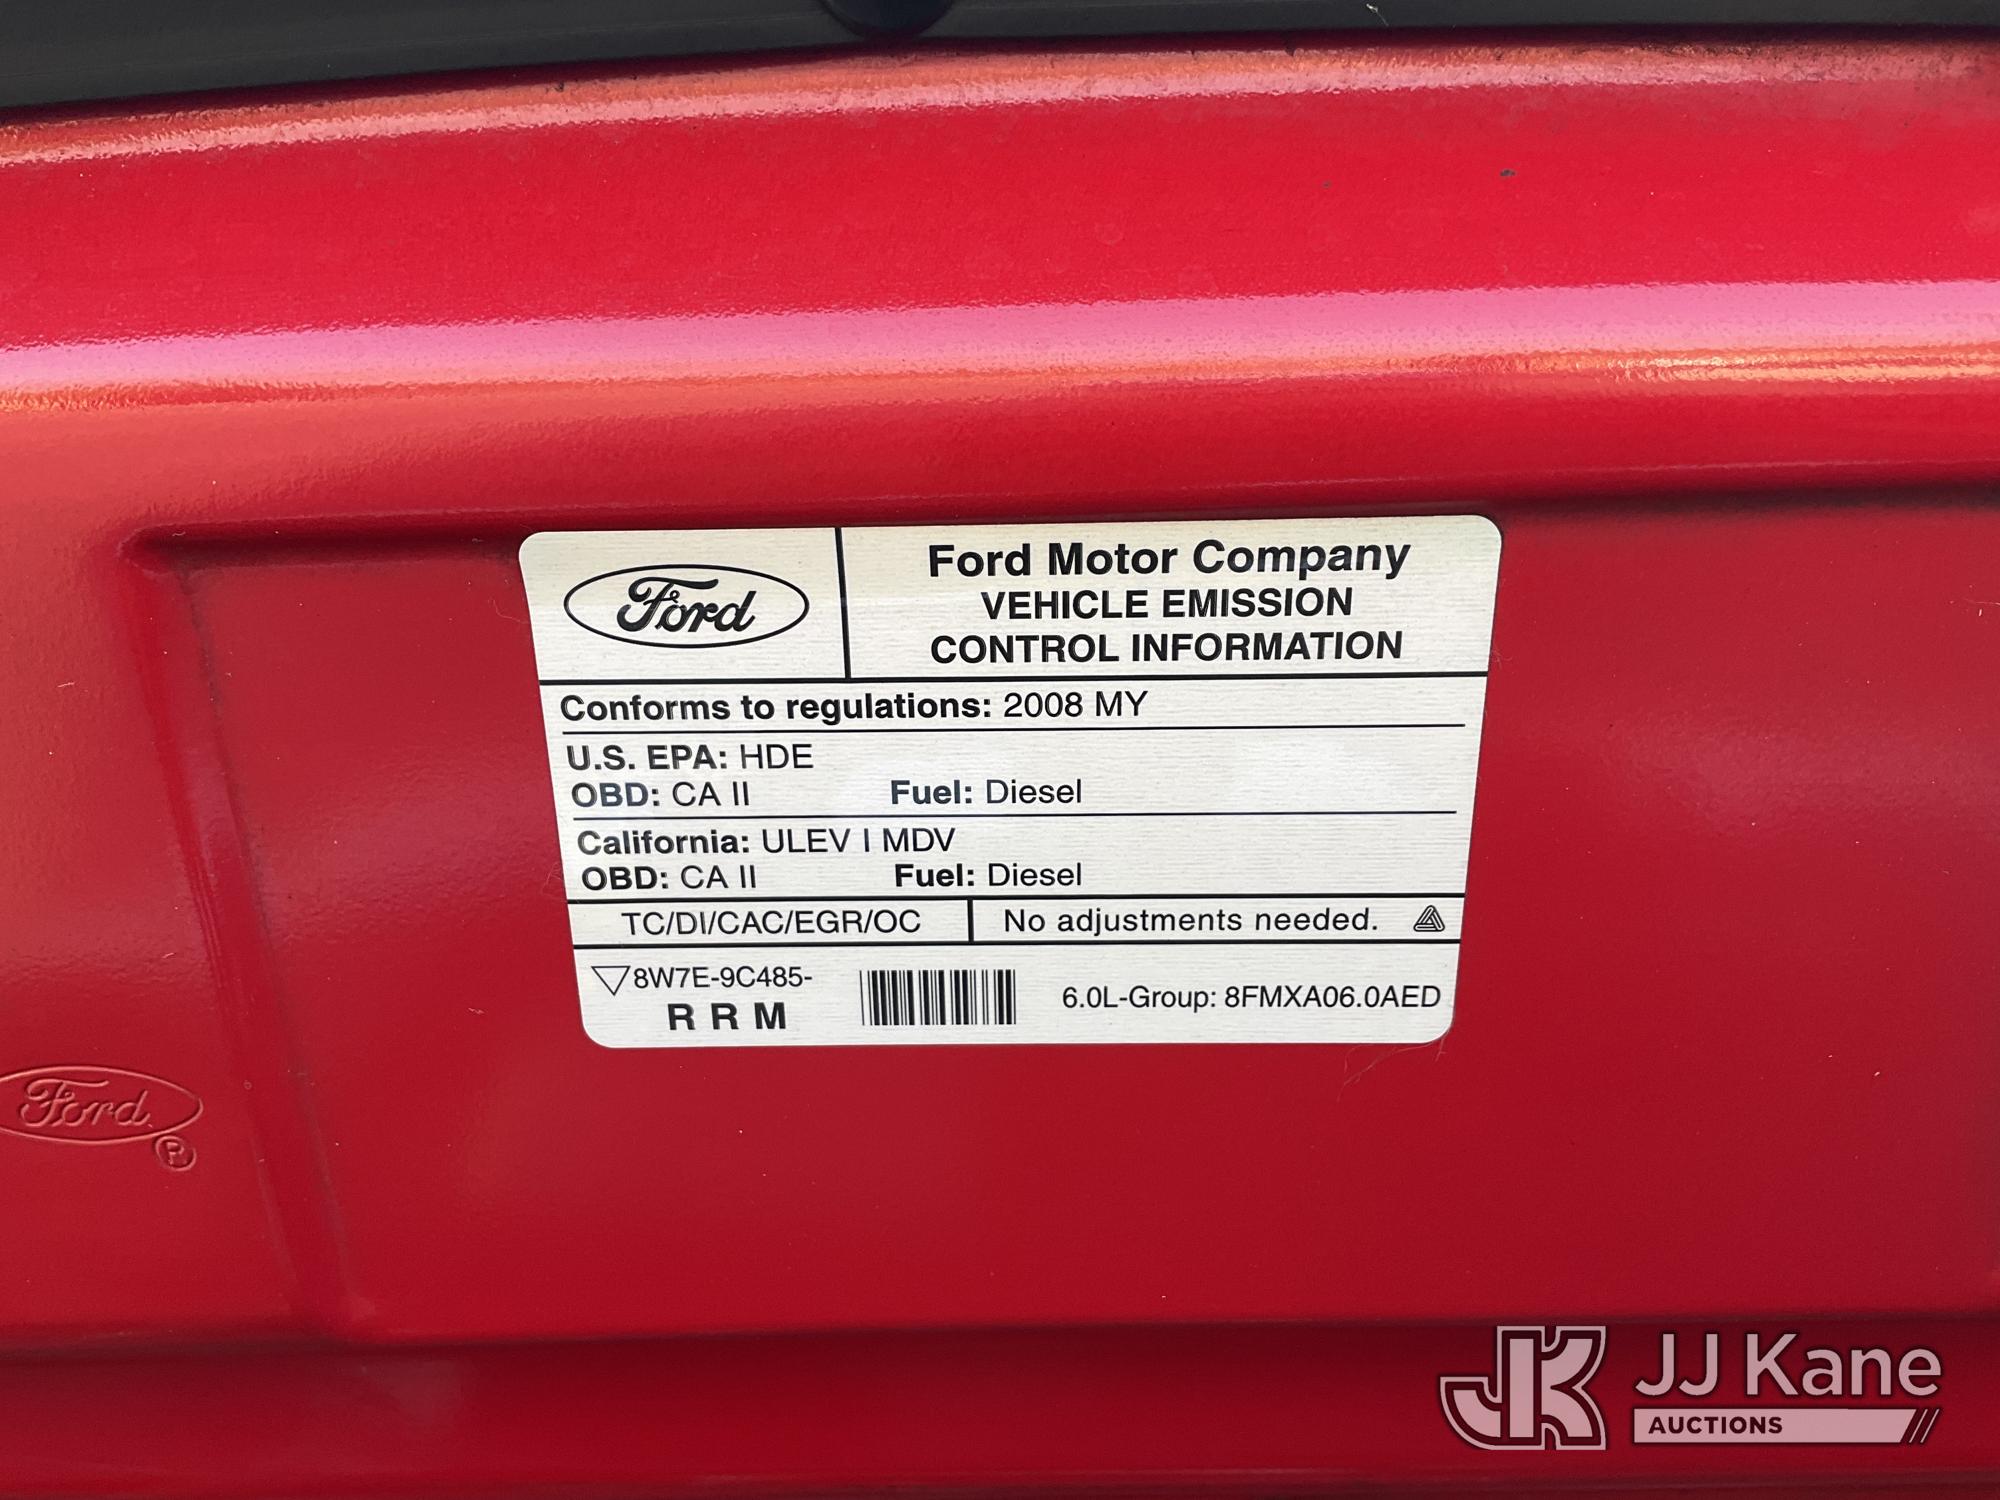 Ford
Ford Motor Company
VEHICLE EMISSION
CONTROL INFORMATION
Conforms to regulations: 2008 MY
U.S. EPA: HDE
OBD: CA II Fuel: Diesel
California: ULEV I MDV
OBD: CA II Fuel: Diesel
TC/DI/CAC/EGR/OC No adjustments needed.
8W7E-9C485-
R R M
6.0L-Group: 8FMXA06.0AED
Ford
®
JK
JJ Kane
AUCTIONS